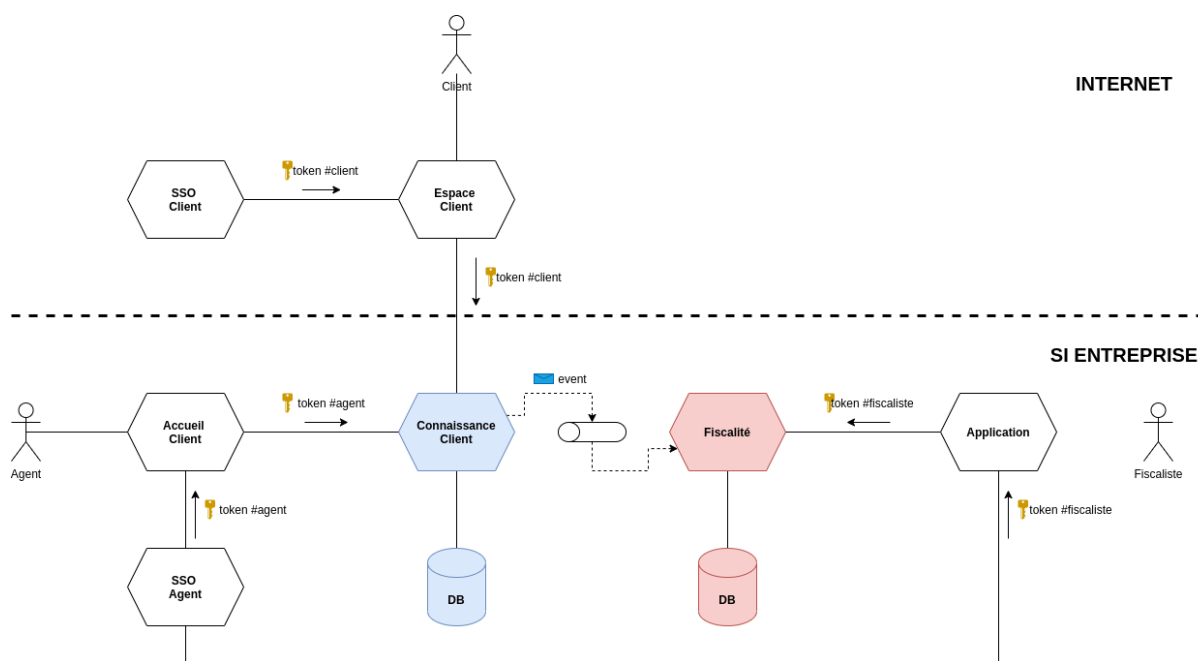 Client
INTERNET
SSO
Client
token #client
Espace
Client
token #client
SI ENTREPRISE
Agent
Accueil
Client
token #agent
Connaissance
Client
event
Fiscalité
token #fiscaliste
Application
Fiscaliste
token #agent
token #fiscaliste
SSO
Agent
DB
DB